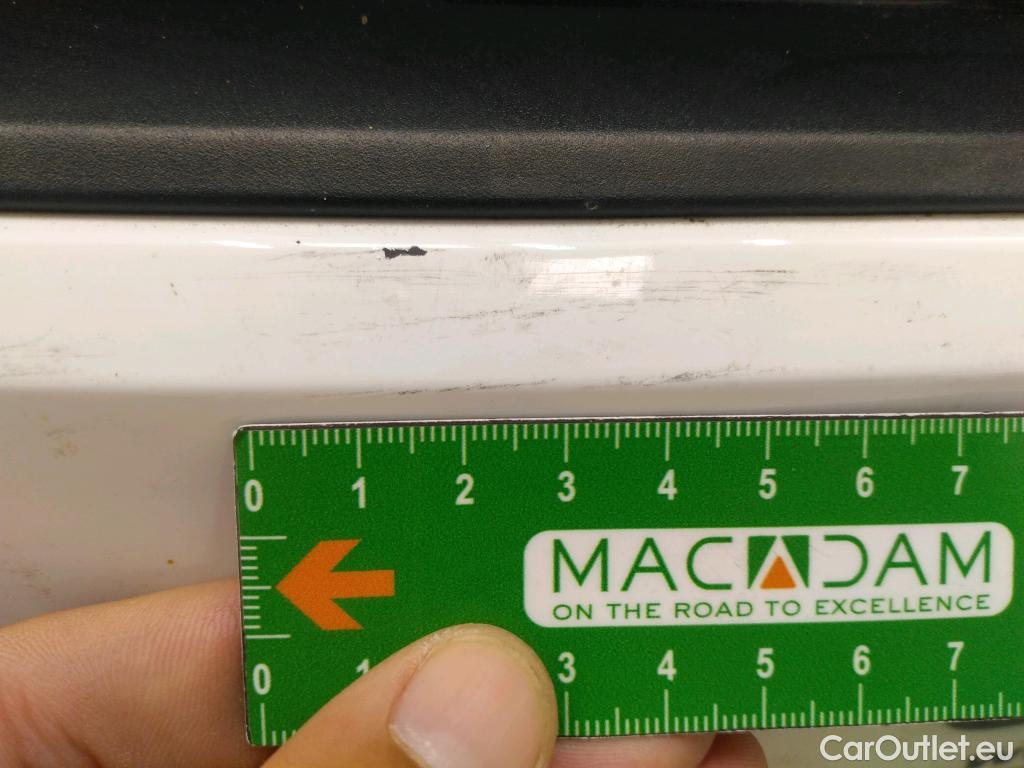 0 1 2 3 4 5 6 7
MACADAM
ON THE ROAD TO EXCELLENCE
0 1 3 4 5 6 7
CarOutlet.eu